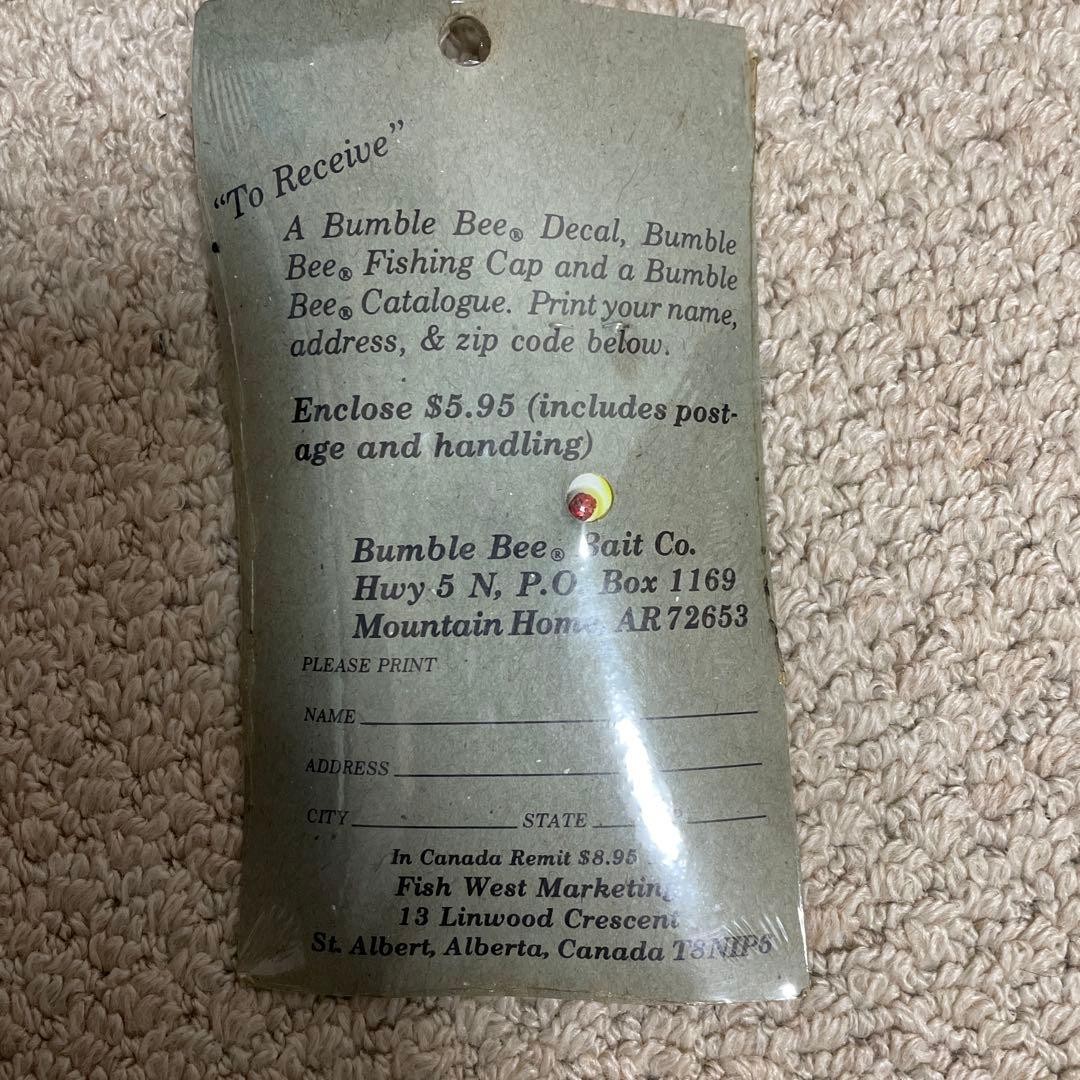 “To Receive”
A Bumble Bee® Decal, Bumble
Bee® Fishing Cap and a Bumble
Bee® Catalogue. Print your name,
address, & zip code below.
Enclose $5.95 (includes post-
age and handling)
Bumble Bee® Bait Co.
Hwy 5 N, P.O. Box 1169
Mountain Home, AR 72653
PLEASE PRINT
NAME
ADDRESS
CITY STATE
In Canada Remit $8.95
Fish West Marketing
13 Linwood Crescent
St. Albert, Alberta, Canada T8NIP6